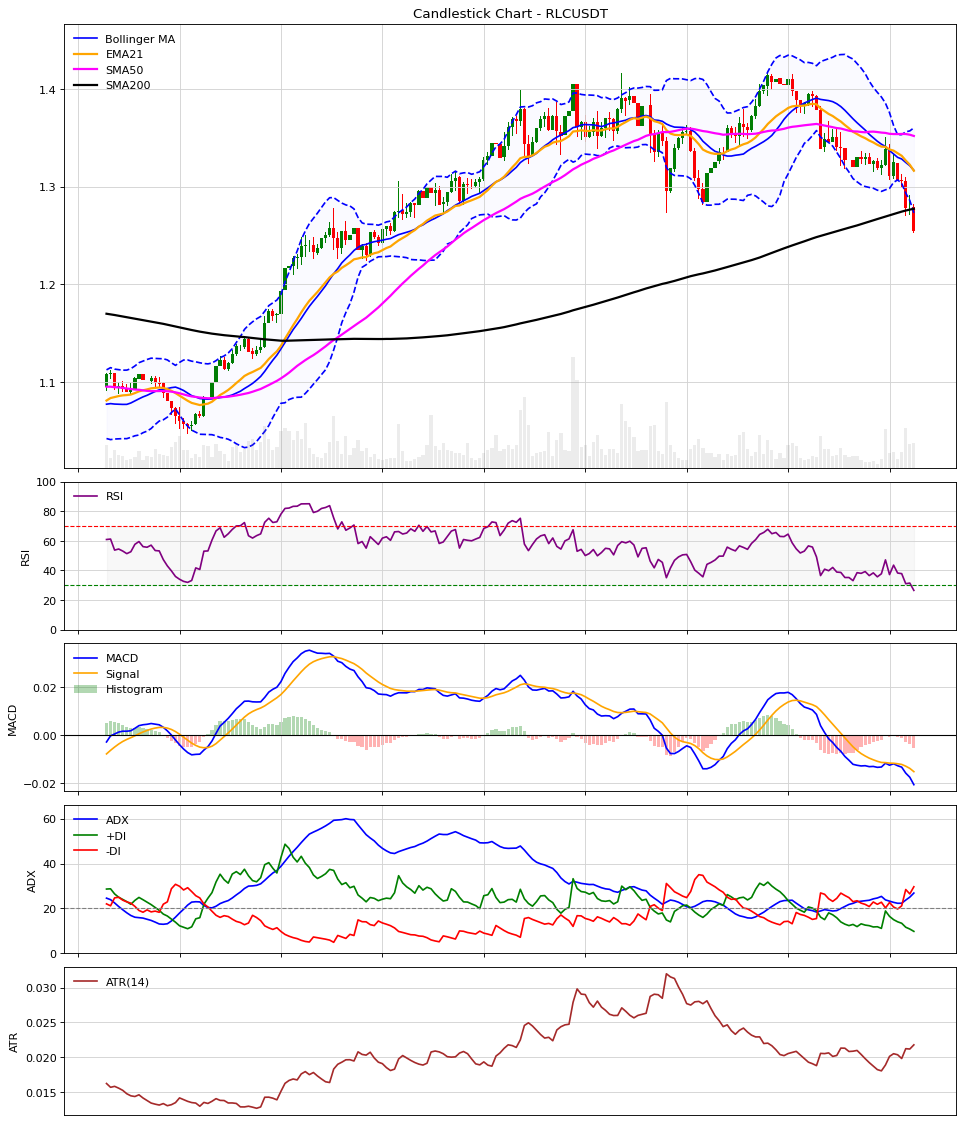 Candlestick Chart - RLCUSDT
Bollinger MA
EMA21
SMA50
SMA200
1.4
1.3
1.2
1.1
RSI
100
80
60
40
20
0
RSI
MACD
Signal
Histogram
0.02
0.00
−0.02
MACD
ADX
+DI
-DI
60
40
20
0
ADX
ATR(14)
0.030
0.025
0.020
0.015
ATR